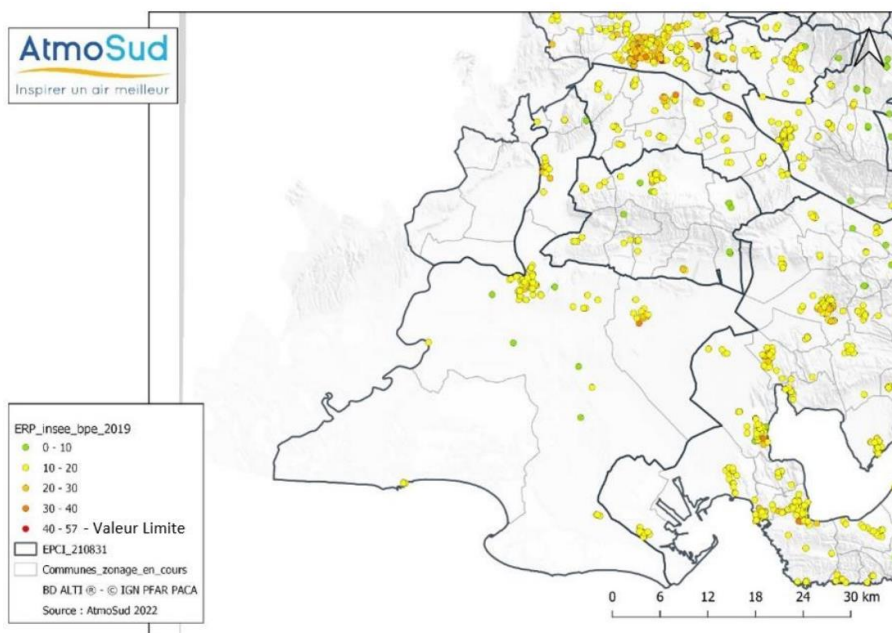 AtmoSud
Inspirer un air meilleur
ERP_insee_bpe_2019
0 - 10
10 - 20
20 - 30
30 - 40
40 - 57 - Valeur Limite
EPCI_210831
Communes_zonage_en_cours
BD ALTI ® - © IGN PFAR PACA
Source : AtmoSud 2022
0 6 12 18 24 30 km